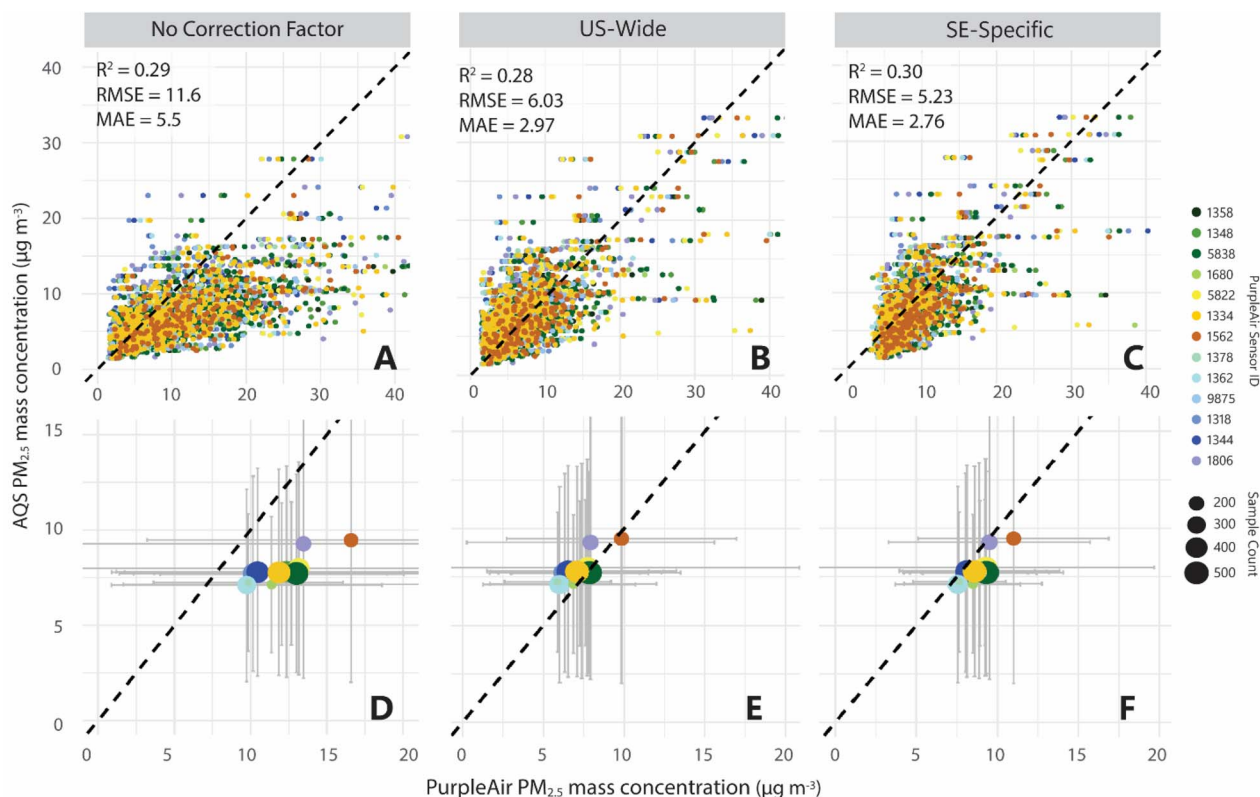 No Correction Factor
US-Wide
SE-Specific
R² = 0.29
RMSE = 11.6
MAE = 5.5
R² = 0.28
RMSE = 6.03
MAE = 2.97
R² = 0.30
RMSE = 5.23
MAE = 2.76
40
30
20
10
0
A
B
C
0 10 20 30 40
0 10 20 30 40
0 10 20 30 40
AQS PM₂.₅ mass concentration (µg m⁻³)
15
10
5
0
D
E
F
0 5 10 15 20
0 5 10 15 20
0 5 10 15 20
PurpleAir PM₂.₅ mass concentration (µg m⁻³)
1358
1348
5838
1680
5822
1334
1562
1378
1362
9875
1318
1344
1806
PurpleAir Sensor ID
200
300
400
500
Sample Count